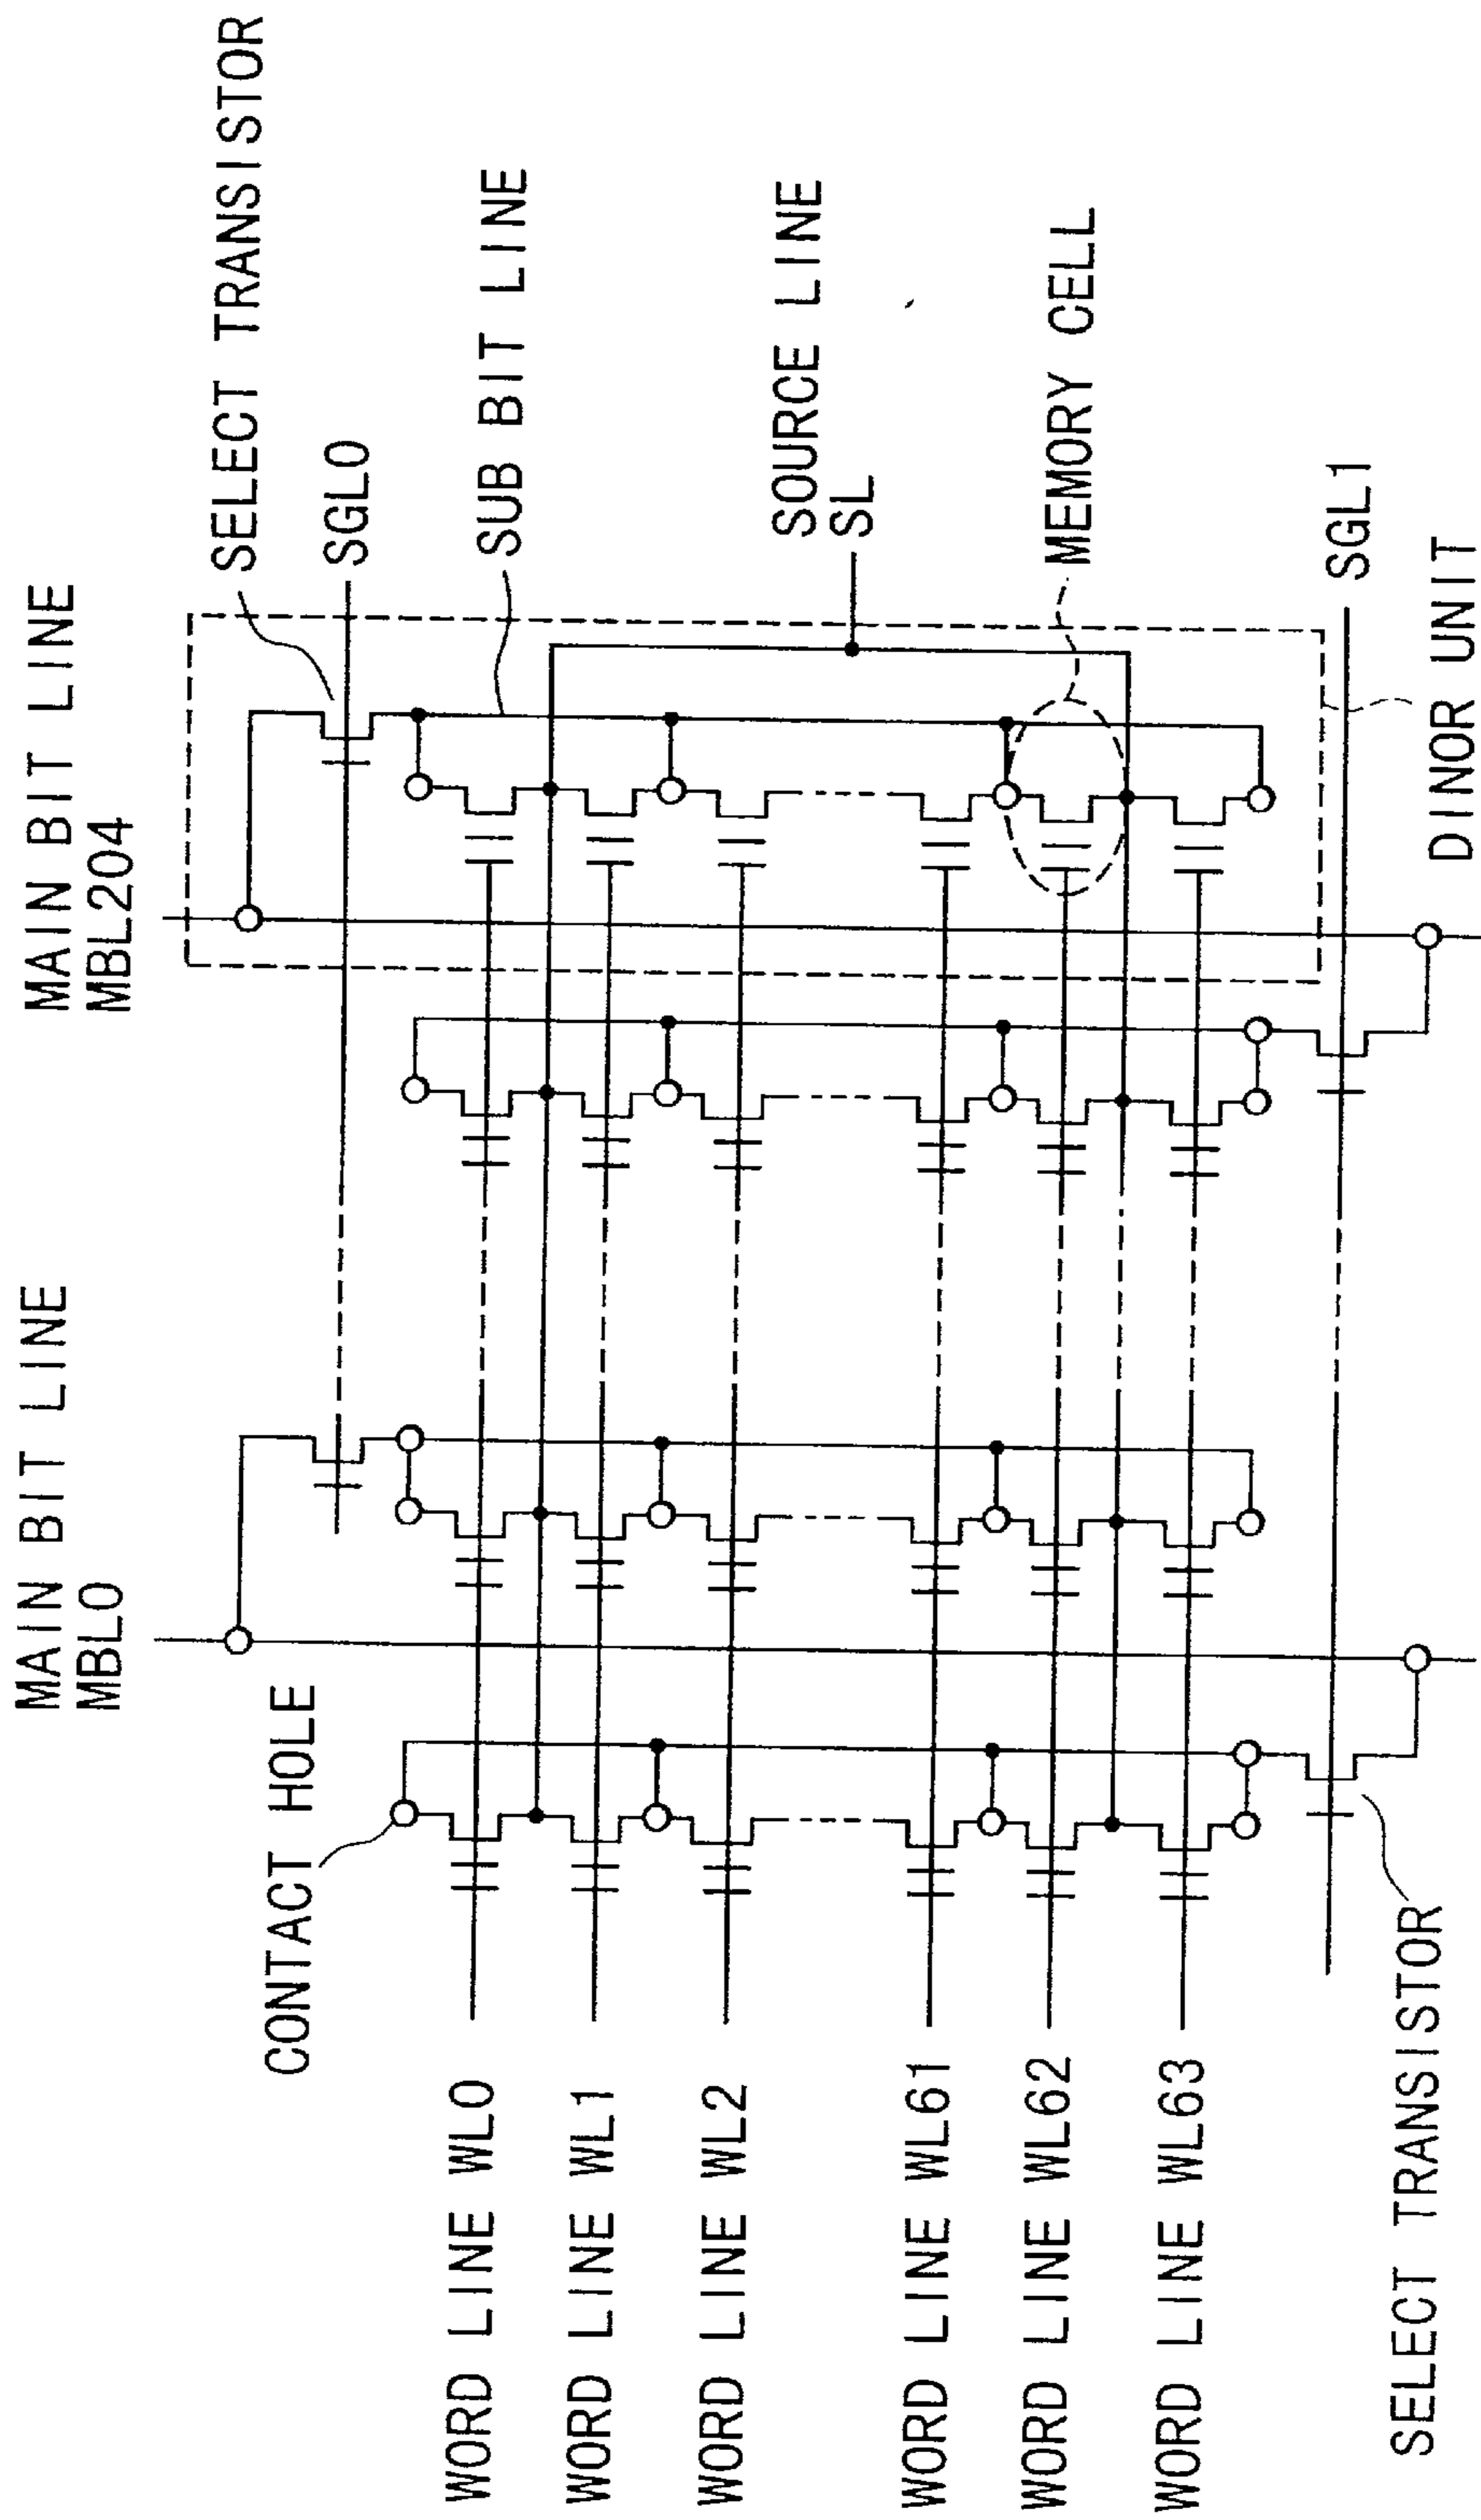 MAIN BIT LINE
MBL0
MAIN BIT LINE
MBL204
SELECT TRANSISTOR
SGL0
CONTACT HOLE
SUB BIT LINE
WORD LINE WL0
WORD LINE WL1
WORD LINE WL2
SOURCE LINE
SL
WORD LINE WL61
WORD LINE WL62
MEMORY CELL
WORD LINE WL63
SGL1
SELECT TRANSISTOR
DINOR UNIT